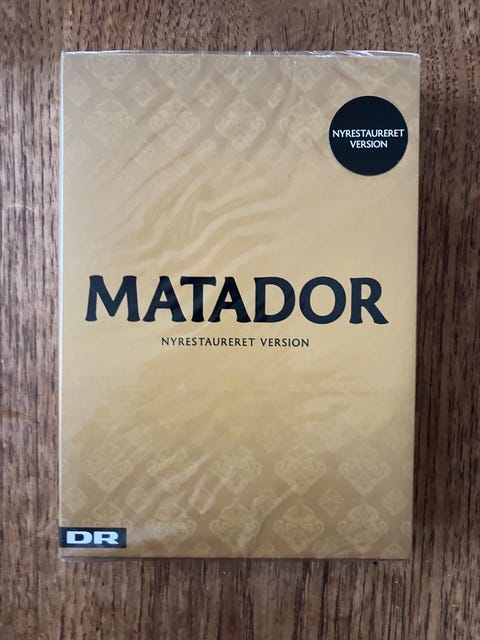 NYRESTAURERET
VERSION
MATADOR
NYRESTAURERET VERSION
DR